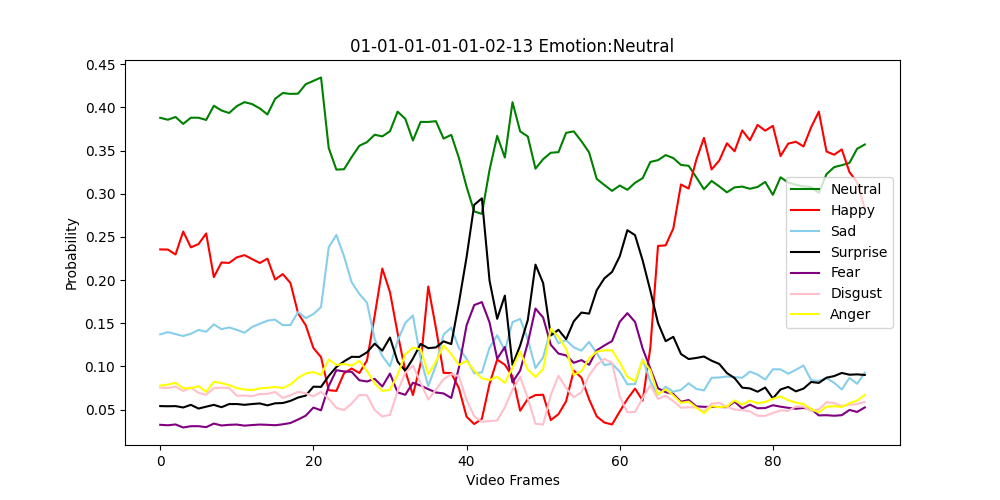 01-01-01-01-01-02-13 Emotion:Neutral
0.45
0.40
0.35
0.30
0.25
0.20
0.15
0.10
0.05
Probability
Neutral
Happy
Sad
Surprise
Fear
Disgust
Anger
0 20 40 60 80
Video Frames